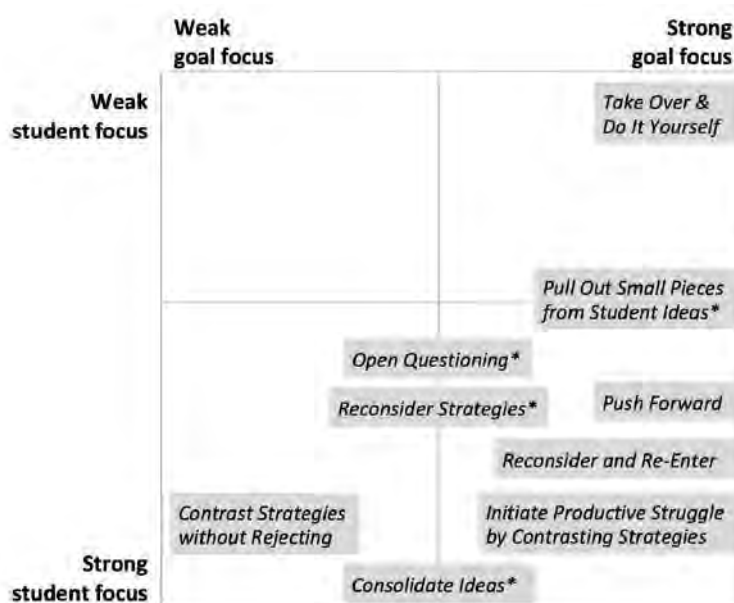 Weak
goal focus
Strong
goal focus
Weak
student focus
Take Over &
Do It Yourself
Pull Out Small Pieces
from Student Ideas*
Open Questioning*
Reconsider Strategies*
Push Forward
Reconsider and Re-Enter
Contrast Strategies
without Rejecting
Initiate Productive Struggle
by Contrasting Strategies
Strong
student focus
Consolidate Ideas*